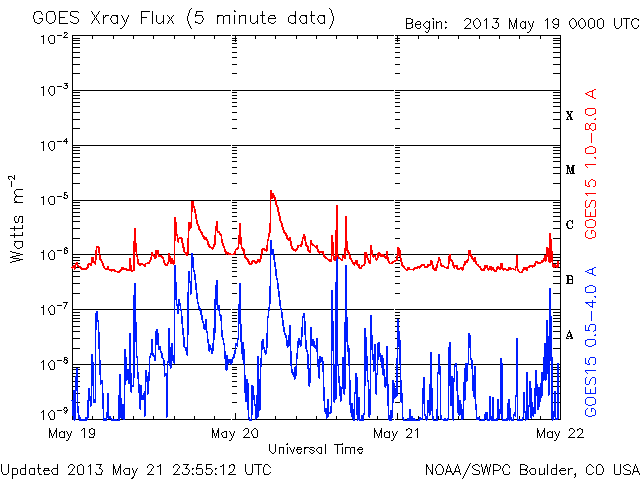 GOES Xray Flux (5 minute data)
Begin: 2013 May 19 0000 UTC
10-2
10-3
10-4
10-5
10-6
10-7
10-8
10-9
Watts m-2
X
M
C
B
A
GOES15 1.0-8.0 A
GOES15 0.5-4.0 A
May 19
May 20
May 21
May 22
Universal Time
Updated 2013 May 21 23:55:12 UTC
NOAA/SWPC Boulder, CO USA